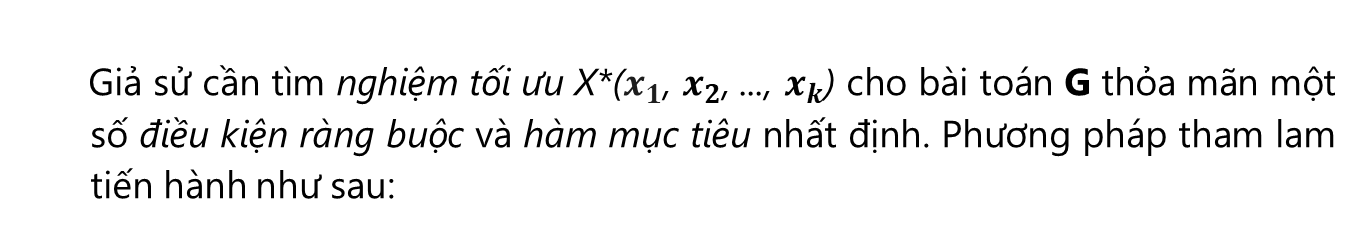 Giả sử cần tìm nghiệm tối ưu X*(x₁, x₂, ..., xₖ) cho bài toán G thỏa mãn một
số điều kiện ràng buộc và hàm mục tiêu nhất định. Phương pháp tham lam
tiến hành như sau: